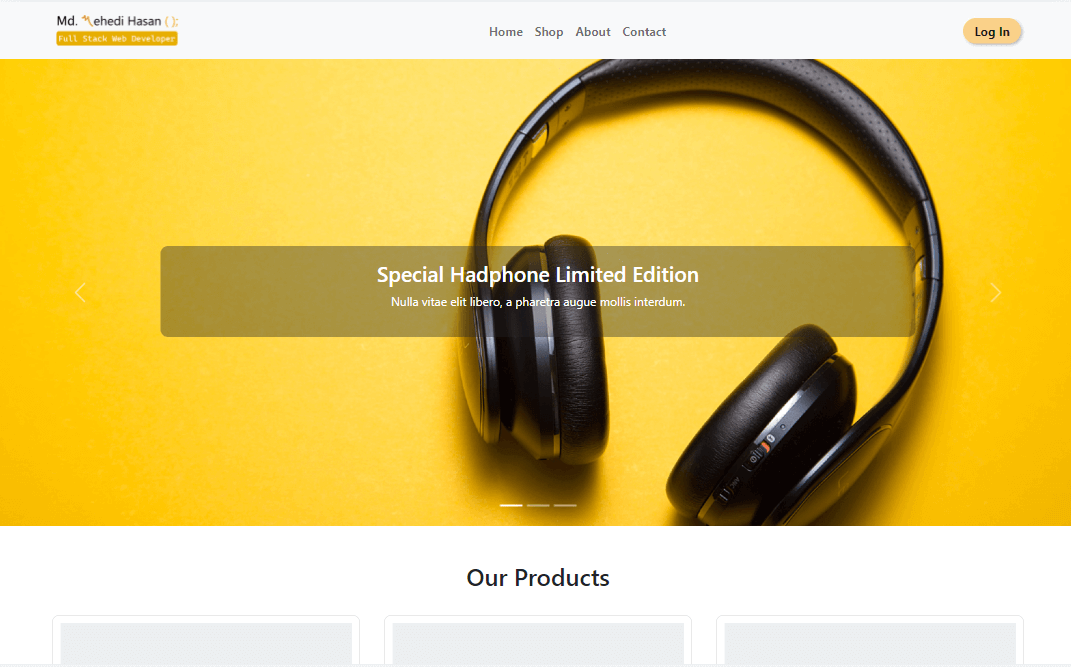 Md. Mehedi Hasan ( );
Full Stack Web Developer
Home Shop About Contact
Log In
Special Hadphone Limited Edition
Nulla vitae elit libero, a pharetra augue mollis interdum.
Our Products